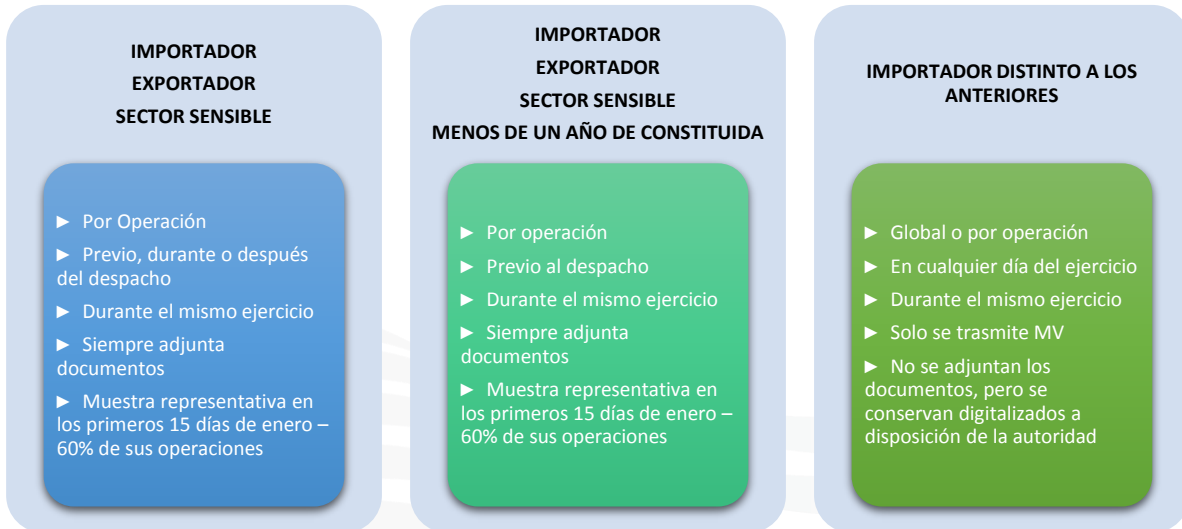 IMPORTADOR
EXPORTADOR
SECTOR SENSIBLE
► Por Operación
► Previo, durante o después
del despacho
► Durante el mismo ejercicio
► Siempre adjunta
documentos
► Muestra representativa en
los primeros 15 días de enero –
60% de sus operaciones
IMPORTADOR
EXPORTADOR
SECTOR SENSIBLE
MENOS DE UN AÑO DE CONSTITUIDA
► Por operación
► Previo al despacho
► Durante el mismo ejercicio
► Siempre adjunta
documentos
► Muestra representativa en
los primeros 15 días de enero –
60% de sus operaciones
IMPORTADOR DISTINTO A LOS
ANTERIORES
► Global o por operación
► En cualquier día del ejercicio
► Durante el mismo ejercicio
► Solo se trasmite MV
► No se adjuntan los
documentos, pero se
conservan digitalizados a
disposición de la autoridad